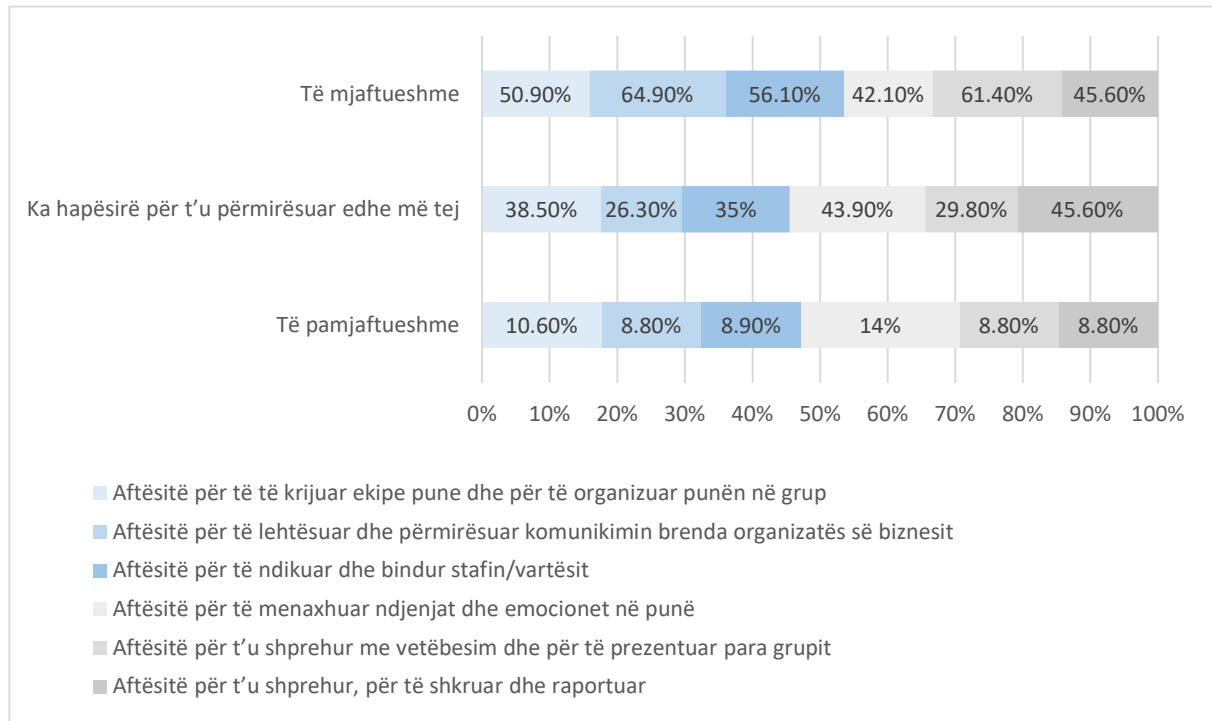 Të mjaftueshme
50.90% 64.90% 56.10% 42.10% 61.40% 45.60%
Ka hapësirë për t’u përmirësuar edhe më tej
38.50% 26.30% 35% 43.90% 29.80% 45.60%
Të pamjaftueshme
10.60% 8.80% 8.90% 14% 8.80% 8.80%
0% 10% 20% 30% 40% 50% 60% 70% 80% 90% 100%
Aftësitë për të të krijuar ekipe pune dhe për të organizuar punën në grup
Aftësitë për të lehtësuar dhe përmirësuar komunikimin brenda organizatës së biznesit
Aftësitë për të ndikuar dhe bindur stafin/vartësit
Aftësitë për të menaxhuar ndjenjat dhe emocionet në punë
Aftësitë për t’u shprehur me vetëbesim dhe për të prezentuar para grupit
Aftësitë për t’u shprehur, për të shkruar dhe raportuar